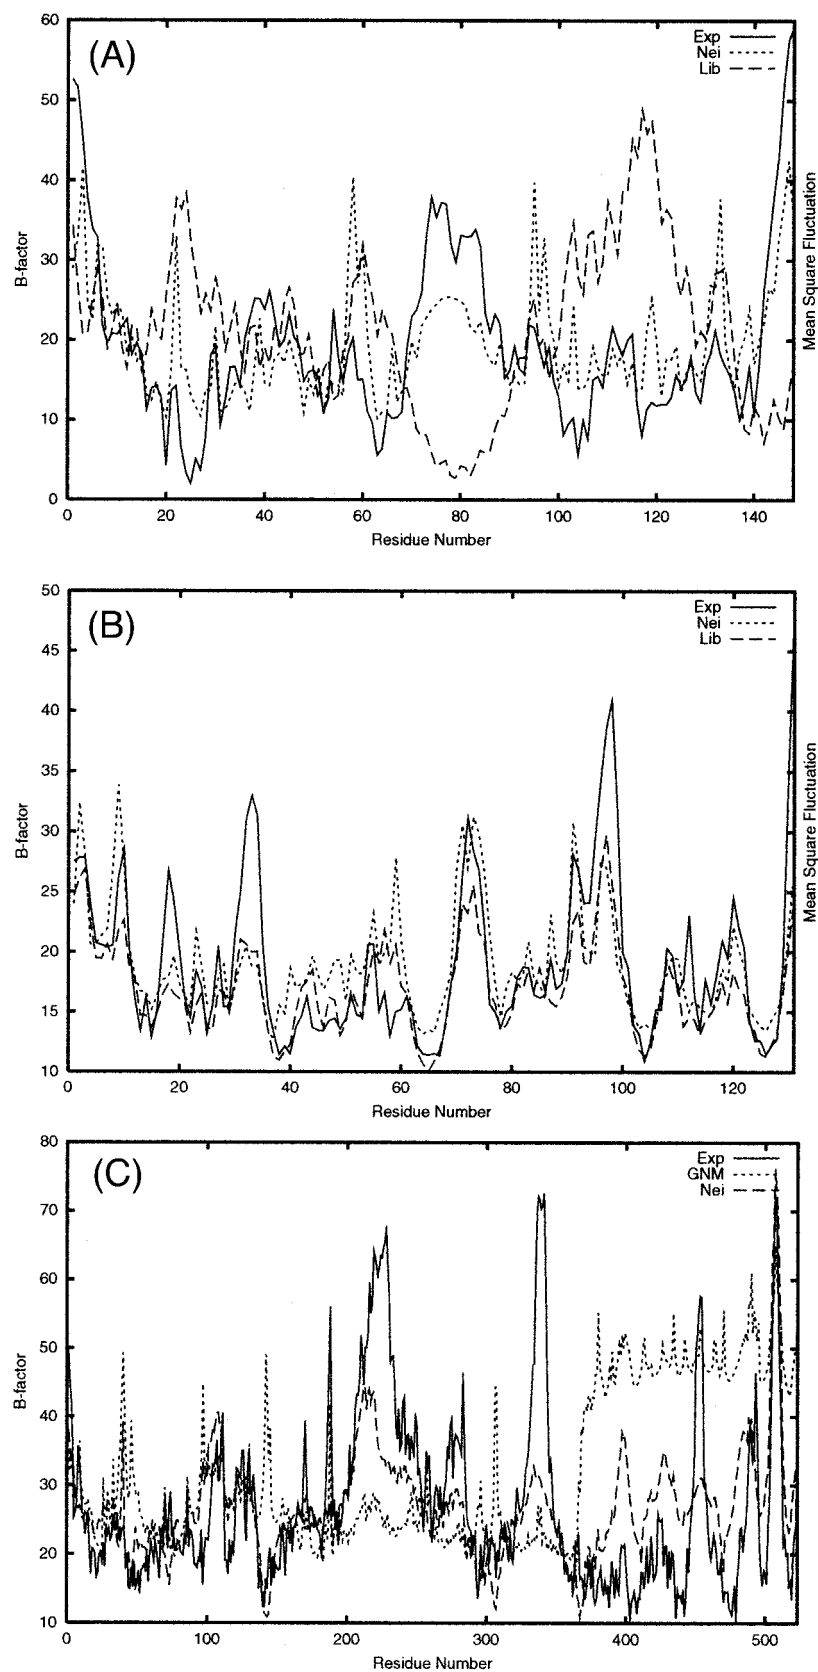 (A)
Exp
Nei
Lib
60
50
40
30
20
10
0
B-factor
Mean Square Fluctuation
0 20 40 60 80 100 120 140
Residue Number
(B)
Exp
Nei
Lib
50
45
40
35
30
25
20
15
10
B-factor
Mean Square Fluctuation
0 20 40 60 80 100 120
Residue Number
(C)
Exp
GNM
Nei
80
70
60
50
40
30
20
10
B-factor
0 100 200 300 400 500
Residue Number